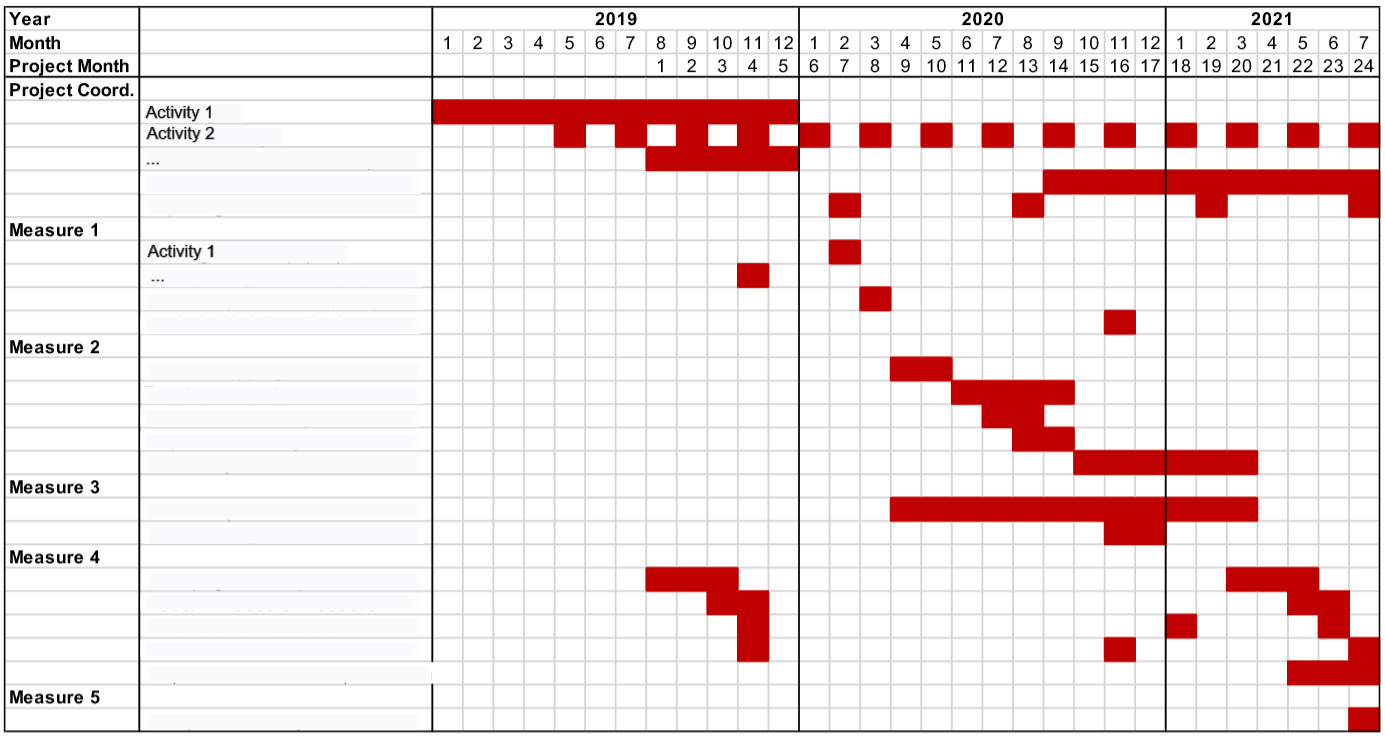 Year 2019 2020 2021
Month 1 2 3 4 5 6 7 8 9 10 11 12 1 2 3 4 5 6 7 8 9 10 11 12 1 2 3 4 5 6 7
Project Month 1 2 3 4 5 6 7 8 9 10 11 12 13 14 15 16 17 18 19 20 21 22 23 24
Project Coord.
Activity 1
Activity 2
...
Measure 1
Activity 1
...
Measure 2
Measure 3
Measure 4
Measure 5